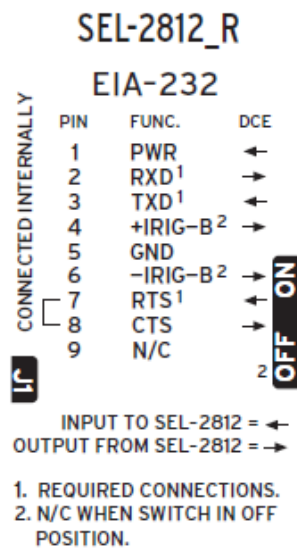 SEL-2812_R
EIA-232
CONNECTED INTERNALLY
PIN FUNC. DCE
1 PWR ←
2 RXD¹ →
3 TXD¹ ←
4 +IRIG-B² →
5 GND
6 -IRIG-B² →
7 RTS¹ ←
8 CTS →
9 N/C
J1
2 OFF ON
INPUT TO SEL-2812 = ←
OUTPUT FROM SEL-2812 = →
1. REQUIRED CONNECTIONS.
2. N/C WHEN SWITCH IN OFF
POSITION.